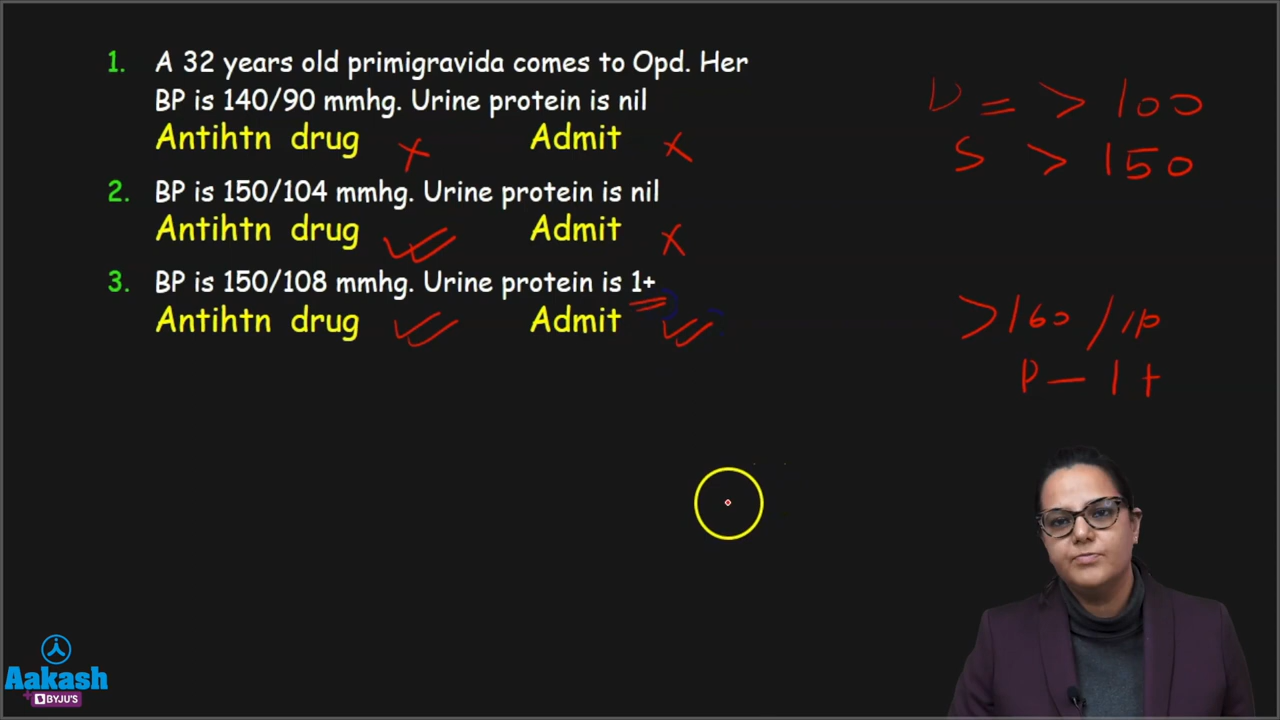 1. A 32 years old primigravida comes to Opd. Her
BP is 140/90 mmhg. Urine protein is nil
Antihtn drug × Admit ×
2. BP is 150/104 mmhg. Urine protein is nil
Antihtn drug ✓ Admit ×
3. BP is 150/108 mmhg. Urine protein is 1+
Antihtn drug ✓ Admit ✓
D = > 100
S > 150
>160/110
P - 1+
Aakash
+BYJU'S